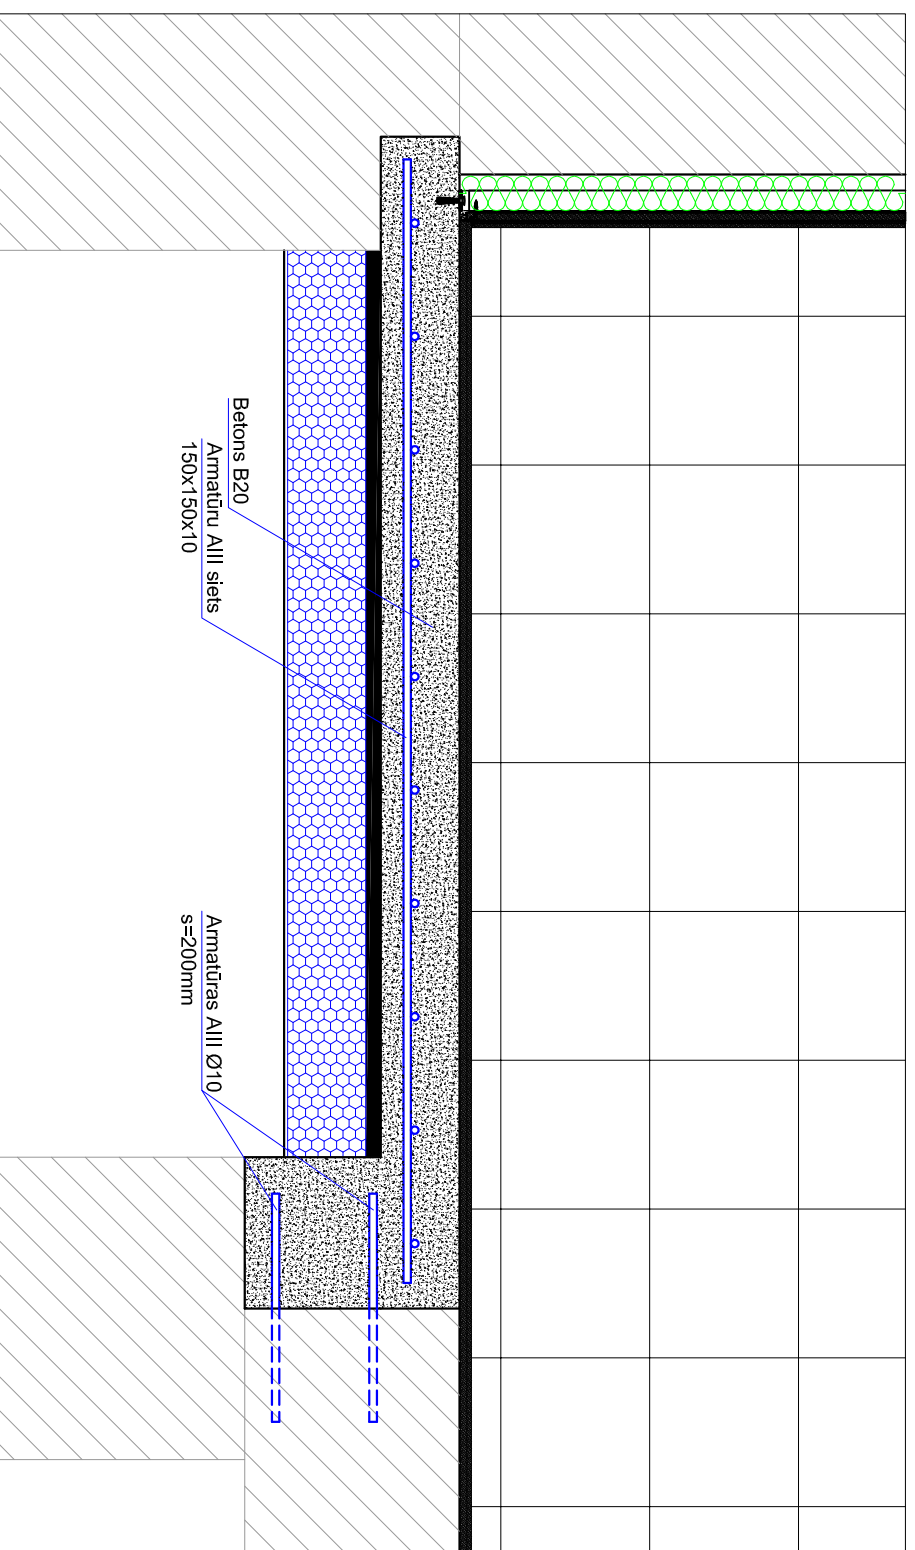 Betons B20
Armatūru AIII siets
150x150x10
Armatūras AIII Ø10
s=200mm